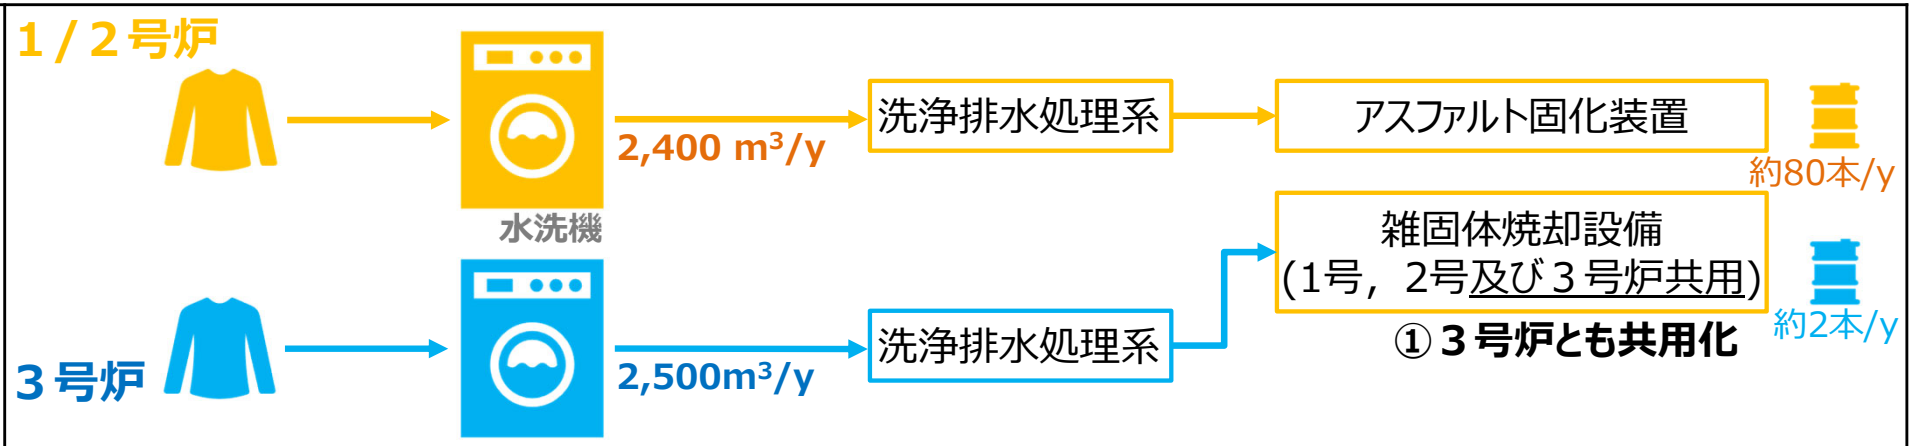 1/2号炉
水洗機
2,400 m³/y
洗浄排水処理系
アスファルト固化装置
約80本/y
雑固体焼却設備
(1号，2号及び３号炉共用)
①３号炉とも共用化
約2本/y
３号炉
2,500m³/y
洗浄排水処理系